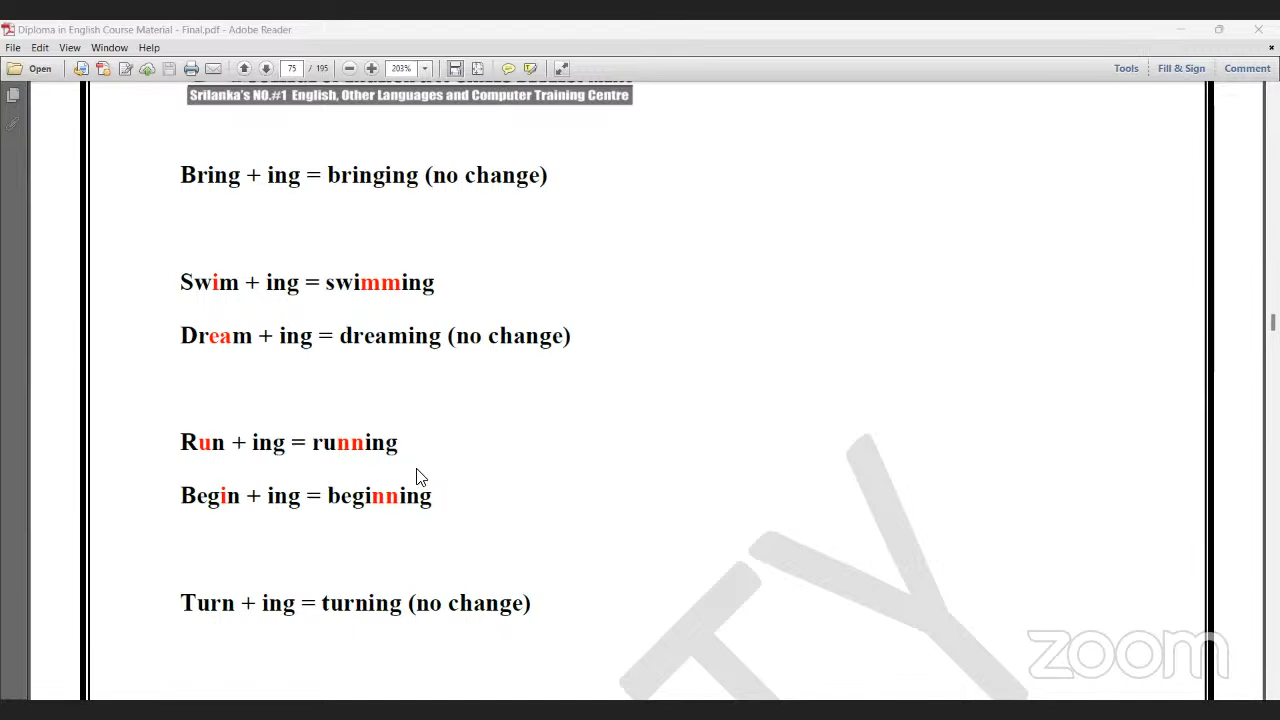 Diploma in English Course Material - Final.pdf - Adobe Reader
File Edit View Window Help
Open 75 / 195 203% Tools Fill & Sign Comment
Srilanka's NO.#1 English, Other Languages and Computer Training Centre
Bring + ing = bringing (no change)
Swim + ing = swimming
Dream + ing = dreaming (no change)
Run + ing = running
Begin + ing = beginning
Turn + ing = turning (no change)
TY
zoom